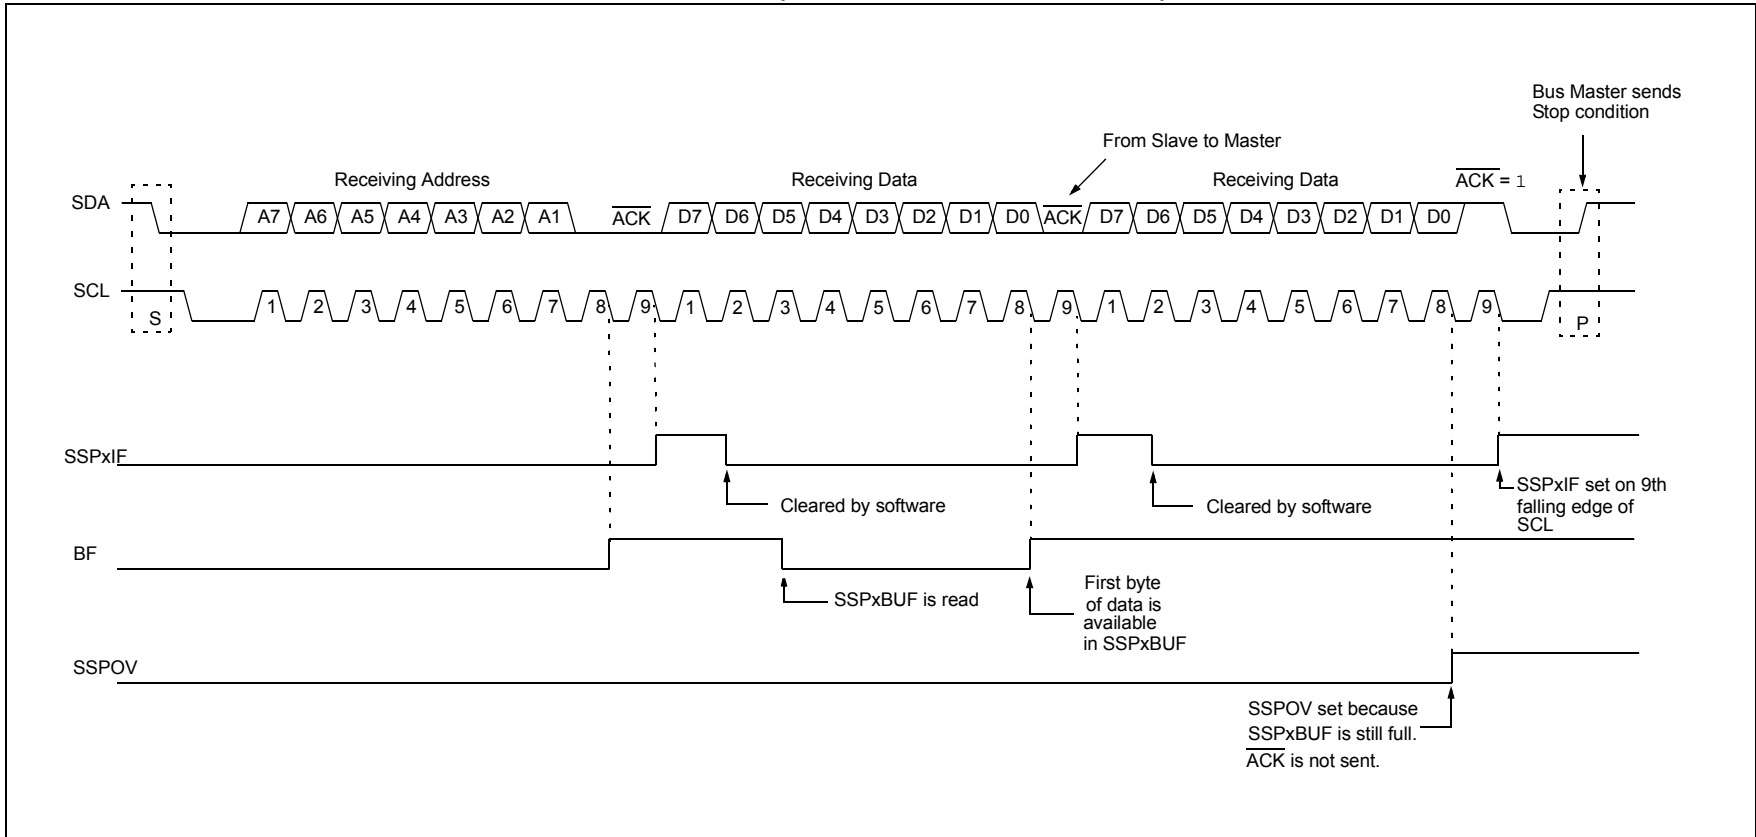 Bus Master sends
Stop condition
From Slave to Master
Receiving Address
Receiving Data
Receiving Data
ACK = 1
SDA
A7 A6 A5 A4 A3 A2 A1 ACK D7 D6 D5 D4 D3 D2 D1 D0 ACK D7 D6 D5 D4 D3 D2 D1 D0
SCL
S
1 2 3 4 5 6 7 8 9 1 2 3 4 5 6 7 8 9 1 2 3 4 5 6 7 8 9
P
SSPxIF
Cleared by software
Cleared by software
SSPxIF set on 9th
falling edge of
SCL
BF
SSPxBUF is read
First byte
of data is
available
in SSPxBUF
SSPOV
SSPOV set because
SSPxBUF is still full.
ACK is not sent.